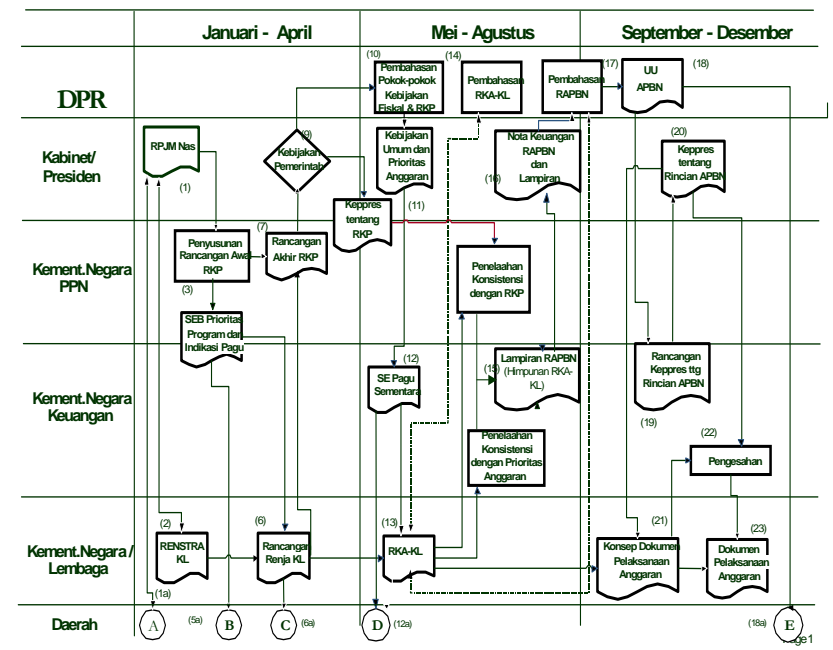 Januari - April
Mei - Agustus
September - Desember
DPR
(10)
Pembahasan
Pokok-pokok
Kebijakan
Fiskal & RKP
(14)
Pembahasan
RKA-KL
Pembahasan
RAPBN
(17)
UU
APBN
(18)
Kabinet/
Presiden
RPJM Nas
(1)
(9)
Kebijakan
Pemerintah
Kebijakan
Umum dan
Prioritas
Anggaran
(11)
Keppres
tentang
RKP
Nota Keuangan
RAPBN
dan
Lampiran
(16)
(20)
Keppres
tentang
Rincian APBN
Kement.Negara
PPN
Penyusunan
Rancangan Awal
RKP
(3)
(7)
Rancangan
Akhir RKP
SEB Prioritas
Program dan
Indikasi Pagu
Penelaahan
Konsistensi
dengan RKP
Kement.Negara
Keuangan
(12)
SE Pagu
Sementara
(15)
Lampiran RAPBN
(Himpunan RKA-
KL)
Penelaahan
Konsistensi
dengan Prioritas
Anggaran
Rancangan
Keppres ttg
Rincian APBN
(19)
(22)
Pengesahan
Kement.Negara /
Lembaga
(2)
RENSTRA
KL
(6)
Rancangan
Renja KL
(13)
RKA-KL
(21)
Konsep Dokumen
Pelaksanaan
Anggaran
(23)
Dokumen
Pelaksanaan
Anggaran
Daerah
(1a)
A
(5a)
B
C
(6a)
D
(12a)
(18a)
E
Page 1